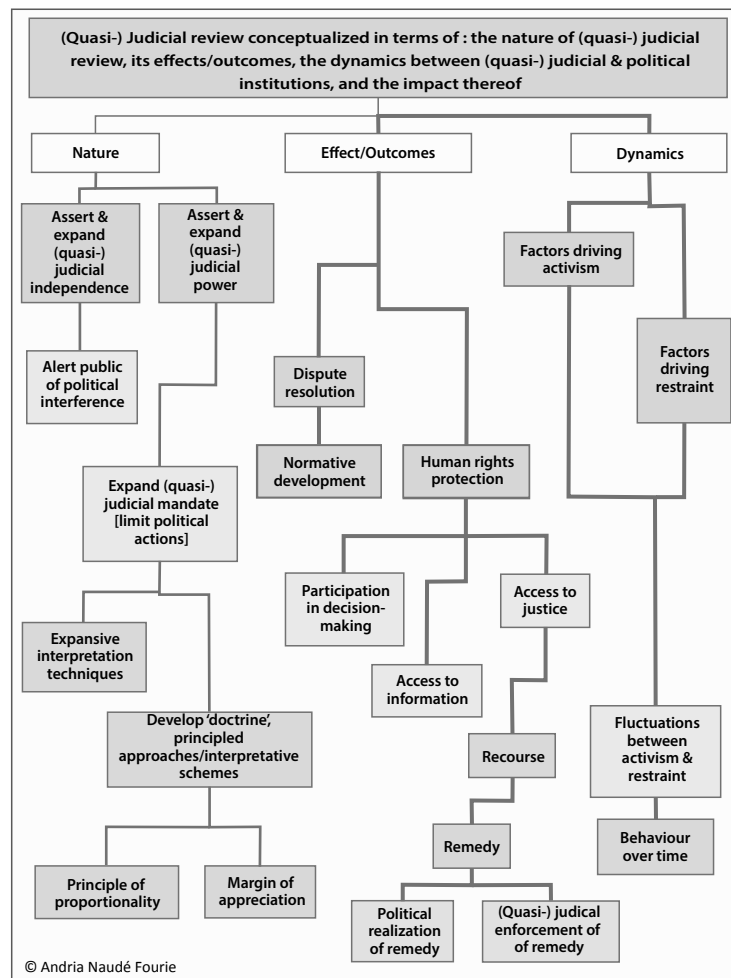 (Quasi-) Judicial review conceptualized in terms of : the nature of (quasi-) judicial
review, its effects/outcomes, the dynamics between (quasi-) judicial & political
institutions, and the impact thereof
Nature
Effect/Outcomes
Dynamics
Assert &
expand
(quasi-)
judicial
independence
Assert &
expand
(quasi-)
judicial
power
Factors driving
activism
Alert public
of political
interference
Dispute
resolution
Factors
driving
restraint
Normative
development
Human rights
protection
Expand (quasi-)
judicial mandate
[limit political
actions]
Participation
in decision-
making
Access to
justice
Expansive
interpretation
techniques
Access to
information
Develop ‘doctrine’,
principled
approaches/interpretative
schemes
Fluctuations
between
activism &
restraint
Recourse
Remedy
Behaviour
over time
Principle of
proportionality
Margin of
appreciation
Political
realization
of remedy
(Quasi-) judical
enforcement of
of remedy
© Andria Naudé Fourie